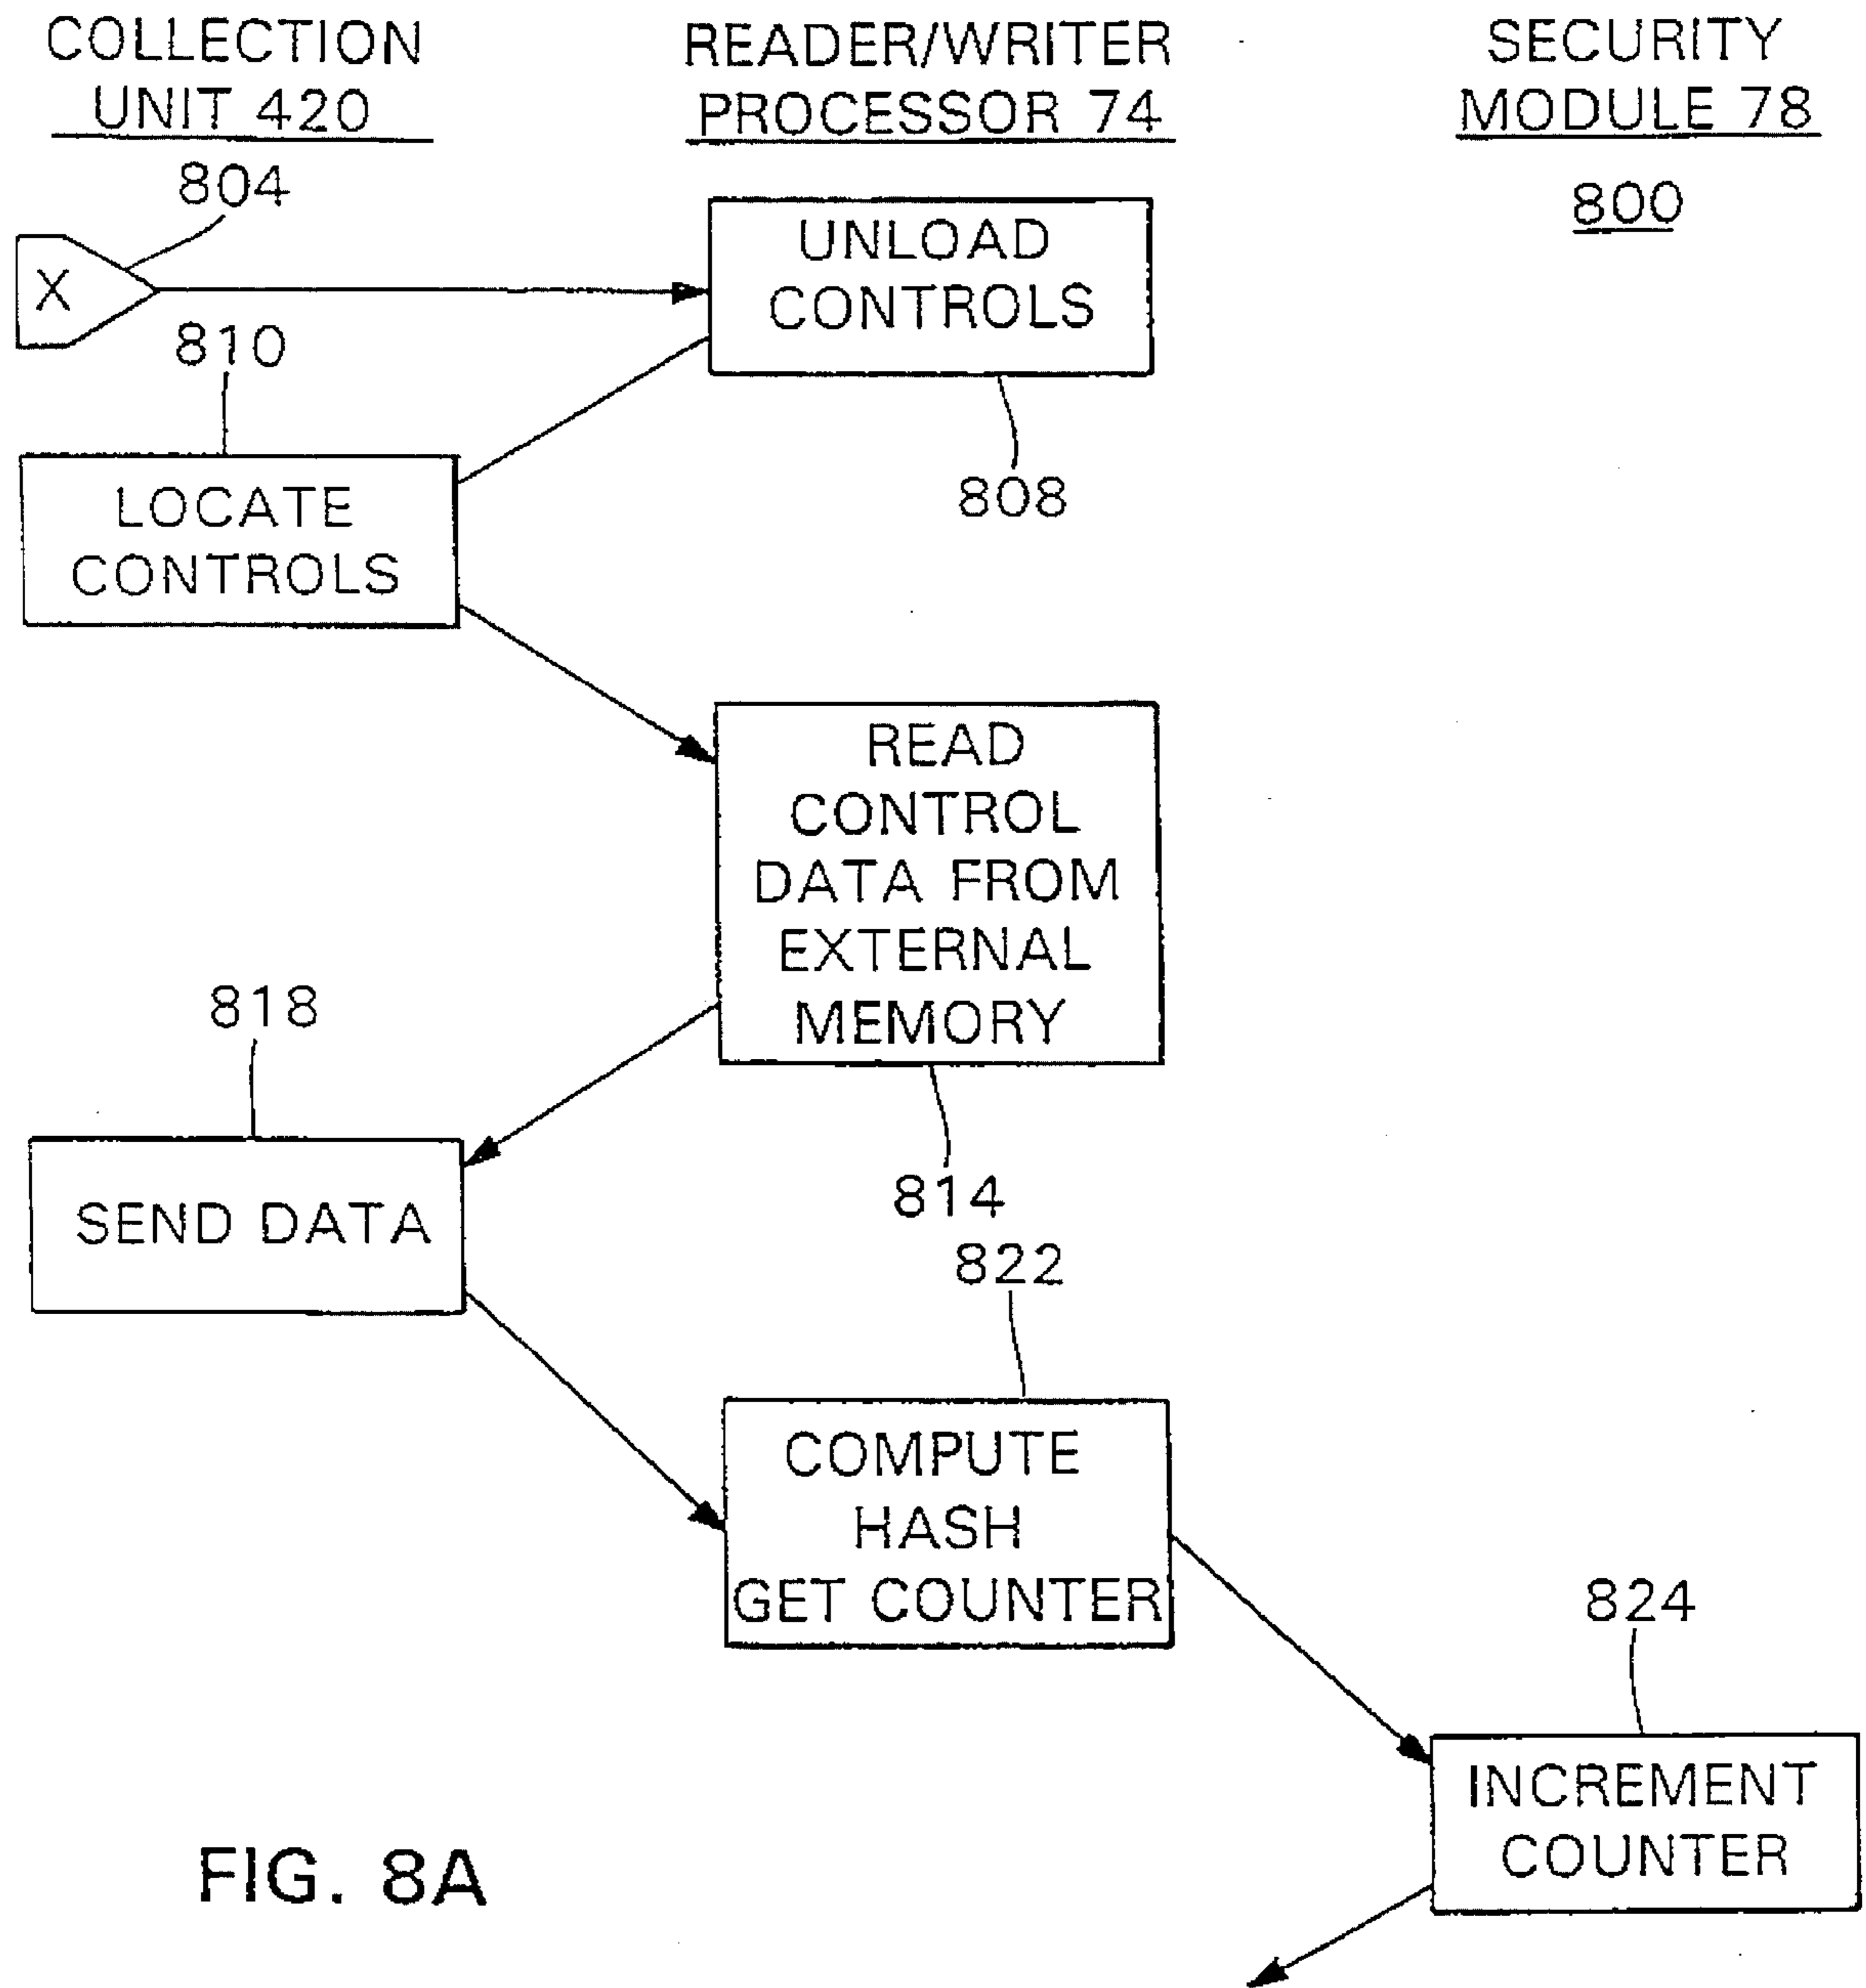 COLLECTION
UNIT 420
READER/WRITER
PROCESSOR 74
SECURITY
MODULE 78
800
804
X
UNLOAD
CONTROLS
808
810
LOCATE
CONTROLS
READ
CONTROL
DATA FROM
EXTERNAL
MEMORY
814
818
SEND DATA
822
COMPUTE
HASH
GET COUNTER
824
INCREMENT
COUNTER
FIG. 8A